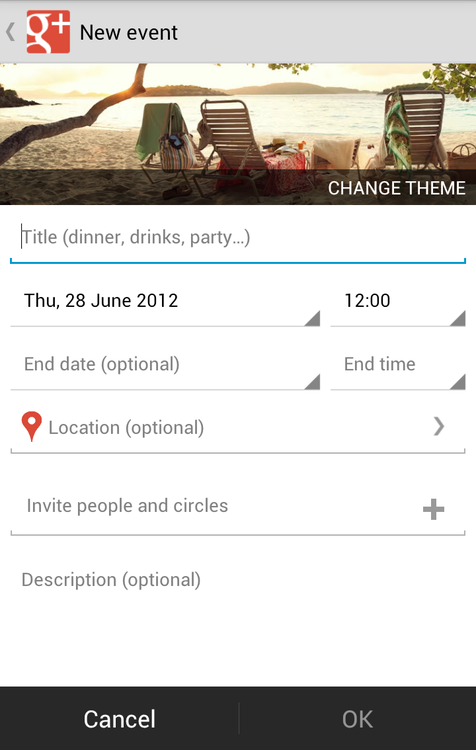 g+ New event
CHANGE THEME
Title (dinner, drinks, party...)
Thu, 28 June 2012 12:00
End date (optional) End time
Location (optional)
Invite people and circles
Description (optional)
Cancel OK